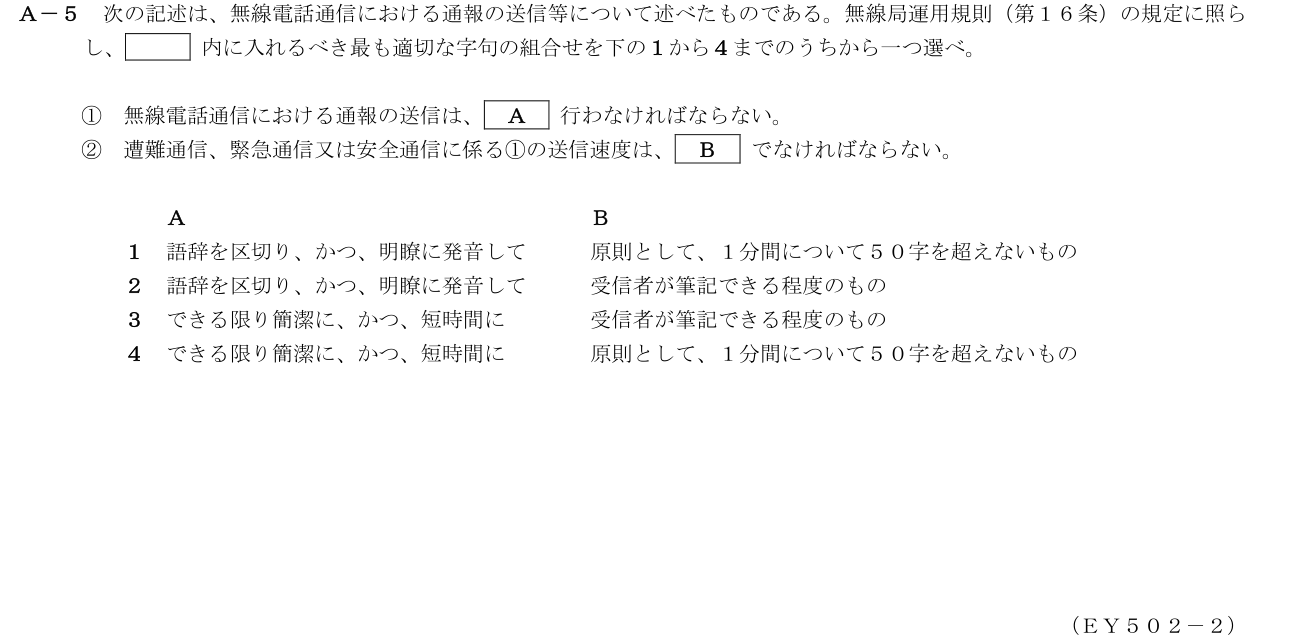 A－5　次の記述は、無線電話通信における通報の送信等について述べたものである。無線局運用規則（第１６条）の規定に照ら
し、　　　内に入れるべき最も適切な字句の組合せを下の1から4までのうちから一つ選べ。
①　無線電話通信における通報の送信は、 A 行わなければならない。
②　遭難通信、緊急通信又は安全通信に係る①の送信速度は、 B でなければならない。
A　B
1　語辞を区切り、かつ、明瞭に発音して　原則として、１分間について５０字を超えないもの
2　語辞を区切り、かつ、明瞭に発音して　受信者が筆記できる程度のもの
3　できる限り簡潔に、かつ、短時間に　受信者が筆記できる程度のもの
4　できる限り簡潔に、かつ、短時間に　原則として、１分間について５０字を超えないもの
（ＥＹ５０２－２）